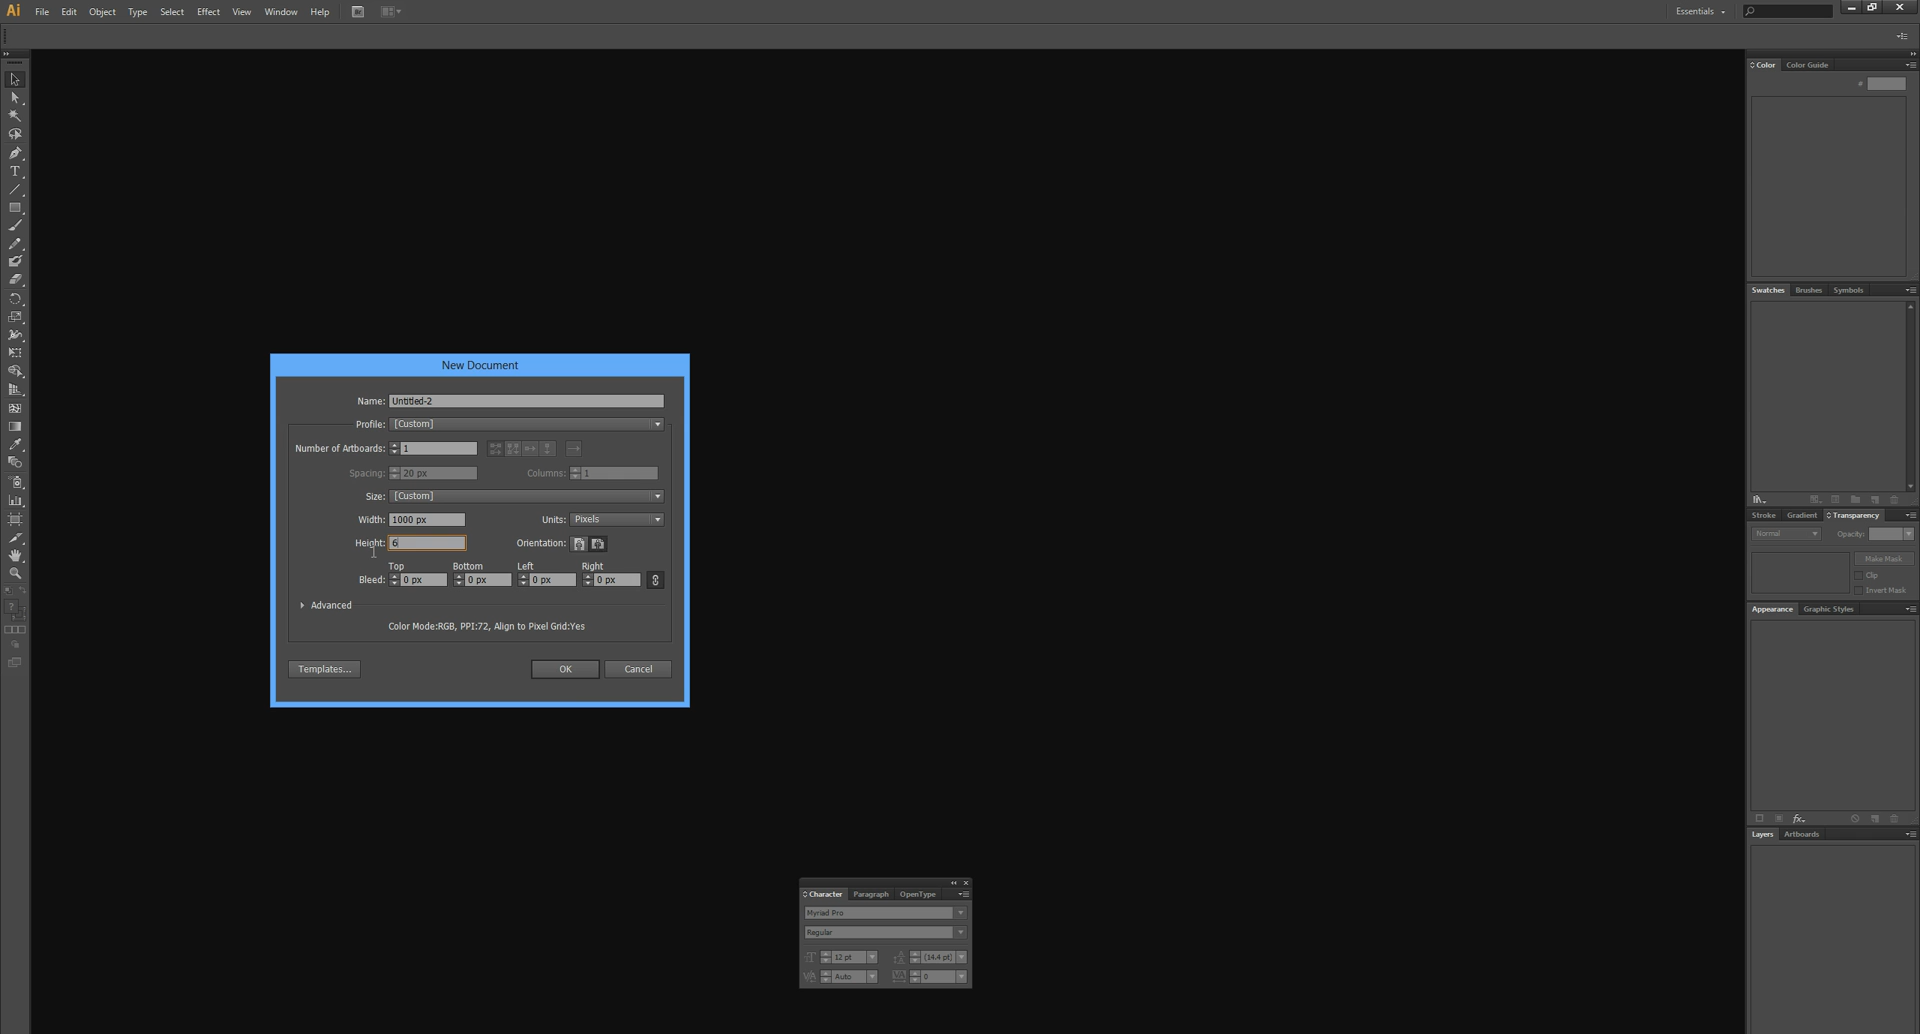 Ai File Edit Object Type Select Effect View Window Help Essentials
Color Color Guide
#
New Document
Name: Untitled-2
Profile: [Custom]
Number of Artboards: 1
Spacing: 20 px Columns: 1
Size: [Custom]
Width: 1000 px Units: Pixels
Height: 6 Orientation:
Top Bottom Left Right
Bleed: 0 px 0 px 0 px 0 px
Advanced
Color Mode:RGB, PPI:72, Align to Pixel Grid:Yes
Templates... OK Cancel
Swatches Brushes Symbols
Stroke Gradient Transparency
Normal Opacity:
Make Mask
Clip
Invert Mask
Appearance Graphic Styles
fx
Layers Artboards
Character Paragraph OpenType
Myriad Pro
Regular
12 pt (14.4 pt)
Auto 0